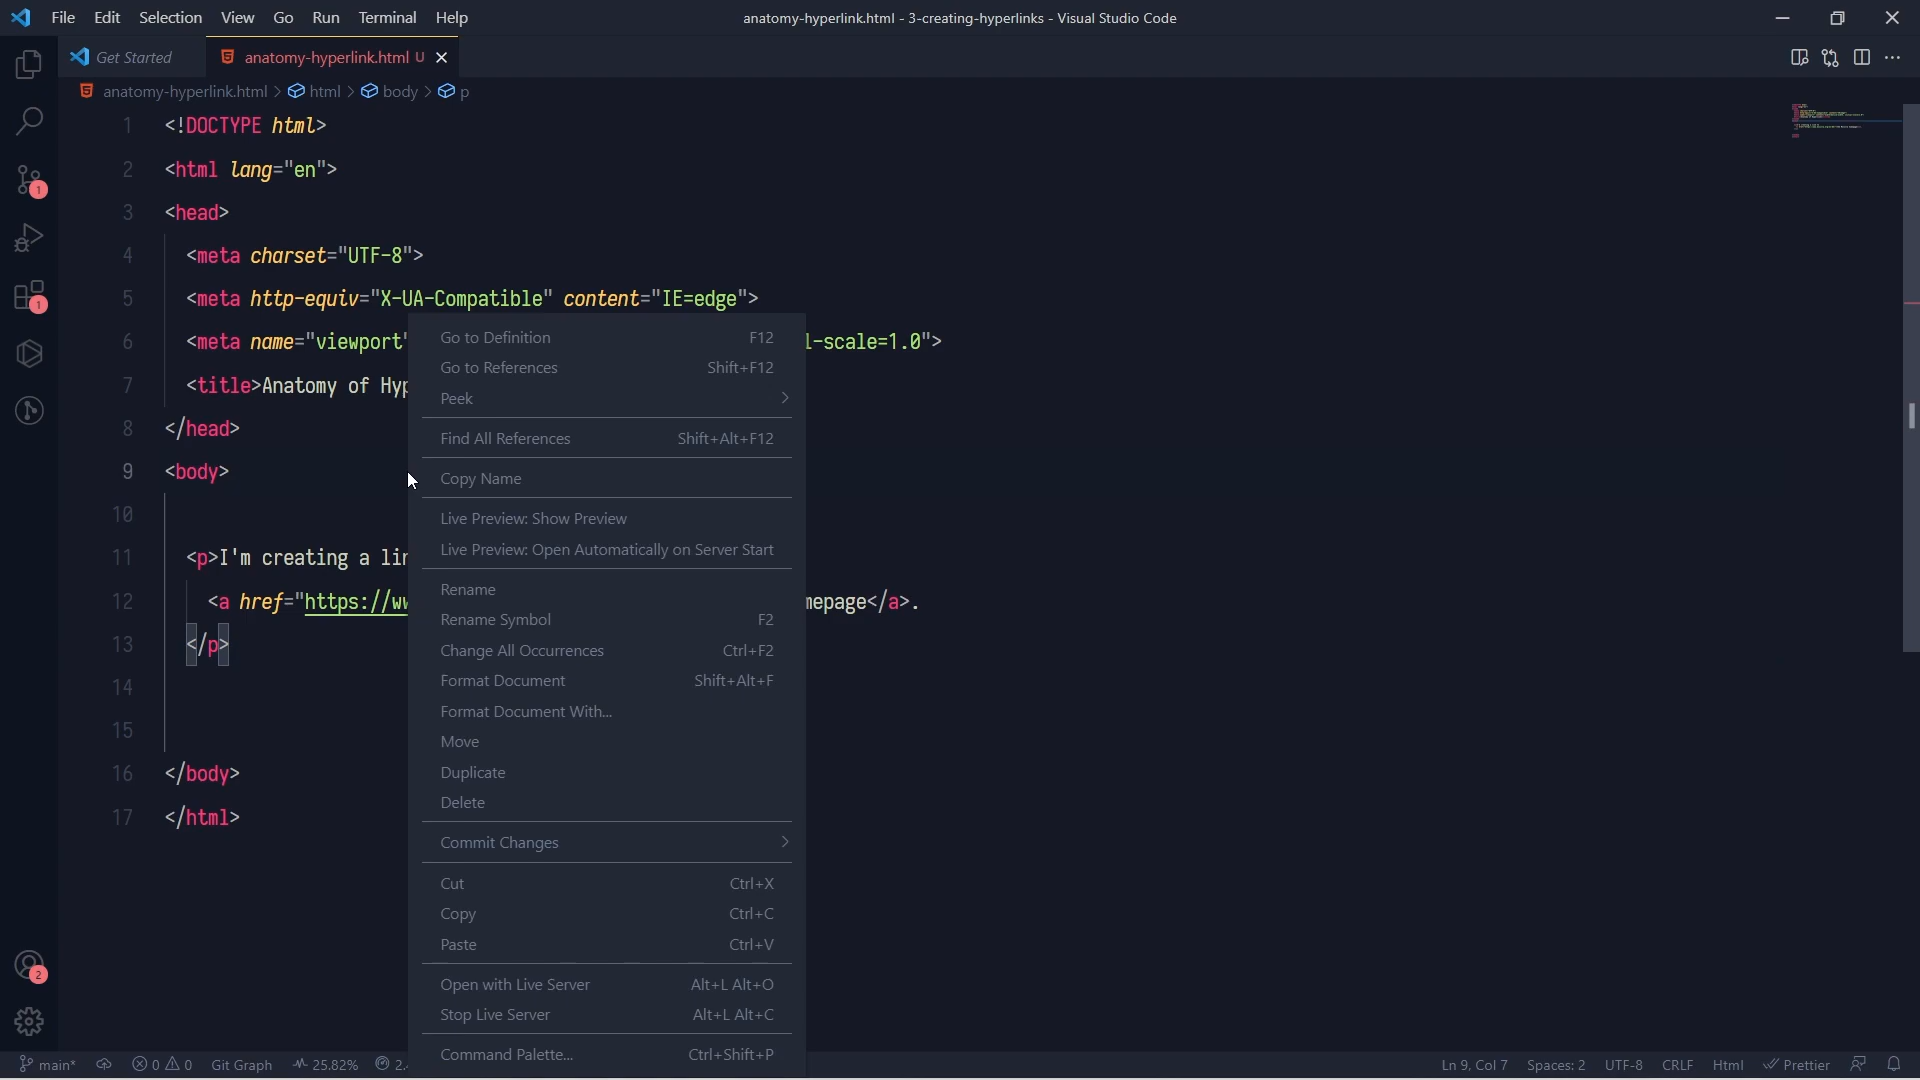 File Edit Selection View Go Run Terminal Help anatomy-hyperlink.html - 3-creating-hyperlinks - Visual Studio Code
Get Started anatomy-hyperlink.html U
anatomy-hyperlink.html > html > body > p
1 <!DOCTYPE html>
2 <html lang="en">
3 <head>
4 <meta charset="UTF-8">
5 <meta http-equiv="X-UA-Compatible" content="IE=edge">
6 <meta name="viewport" l-scale=1.0">
7 <title>Anatomy of Hyp
8 </head>
9 <body>
10
11 <p>I'm creating a lin
12 <a href="https://ww mepage</a>.
13 </p>
14
15
16 </body>
17 </html>
Go to Definition F12
Go to References Shift+F12
Peek
Find All References Shift+Alt+F12
Copy Name
Live Preview: Show Preview
Live Preview: Open Automatically on Server Start
Rename
Rename Symbol F2
Change All Occurrences Ctrl+F2
Format Document Shift+Alt+F
Format Document With...
Move
Duplicate
Delete
Commit Changes
Cut Ctrl+X
Copy Ctrl+C
Paste Ctrl+V
Open with Live Server Alt+L Alt+O
Stop Live Server Alt+L Alt+C
Command Palette... Ctrl+Shift+P
1
1
2
main* 0 0 Git Graph 25.82% 2. Ln 9, Col 7 Spaces: 2 UTF-8 CRLF Html Prettier